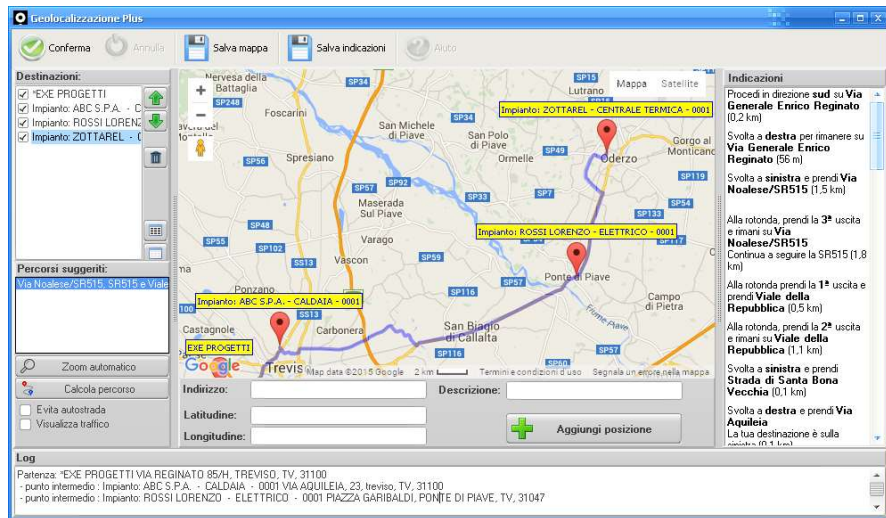 Geolocalizzazione Plus
Conferma
Annulla
Salva mappa
Salva indicazioni
Aiuto
Destinazioni:
*EXE PROGETTI
Impianto: ABC S.P.A. - C
Impianto: ROSSI LOREN
Impianto: ZOTTAREL - (
Percorsi suggeriti:
Via Noalese/SR515, SR515 e Viale
Zoom automatico
Calcola percorso
Evita autostrada
Visualizza traffico
Nervesa della
Battaglia
SP34
SP15
Lutrano
Mappa
Satellite
SP248
Foscarini
Impianto: ZOTTAREL - CENTRALE TERMICA - 0001
San Michele
di Piave
SP34
San Polo
di Piave
Gorgo al
Monticano
SP56
Spresiano
Ormelle
SP49
Oderzo
SP119
SP57
SP92
Maserada
Sul Piave
SP33
SP7
SP54
SP133
SP48
Impianto: ROSSI LORENZO - ELETTRICO - 0001
SP55
SP102
Varago
SP17
SS13
Vascon
SP59
Ponte di Piave
SP57
Ponzano
SP116
Campo
di Pietra
Impianto: ABC S.P.A. - CALDAIA - 0001
100
SS13
Fiume Piave
Castagnole
Carbonera
San Biagio
di Callalta
EXE PROGETTI
SP116
SP57
SP60
Google
Trevis
Map data ©2015 Google
2 km
Termini e condizioni d'uso
Segnala un errore nella mappa
Indirizzo:
Descrizione:
Latitudine:
Longitudine:
Aggiungi posizione
Indicazioni
Procedi in direzione sud su Via
Generale Enrico Reginato
(0,2 km)
Svolta a destra per rimanere su
Via Generale Enrico
Reginato (56 m)
Svolta a sinistra e prendi Via
Noalese/SR515 (1,5 km)
Alla rotonda, prendi la 3ª uscita
e rimani su Via
Noalese/SR515
Continua a seguire la SR515 (1,8
km)
Alla rotonda prendi la 1ª uscita e
prendi Viale della
Repubblica (0,5 km)
Alla rotonda, prendi la 2ª uscita
e rimani su Viale della
Repubblica (1,1 km)
Svolta a sinistra e prendi
Strada di Santa Bona
Vecchia (0,1 km)
Svolta a destra e prendi Via
Aquileia
La tua destinazione è sulla
sinistra (0,1 km)
Log
Partenza: *EXE PROGETTI VIA REGINATO 85/H, TREVISO, TV, 31100
- punto intermedio : Impianto: ABC S.P.A. - CALDAIA - 0001 VIA AQUILEIA, 23, treviso, TV, 31100
- punto intermedio : Impianto: ROSSI LORENZO - ELETTRICO - 0001 PIAZZA GARIBALDI, PONTE DI PIAVE, TV, 31047